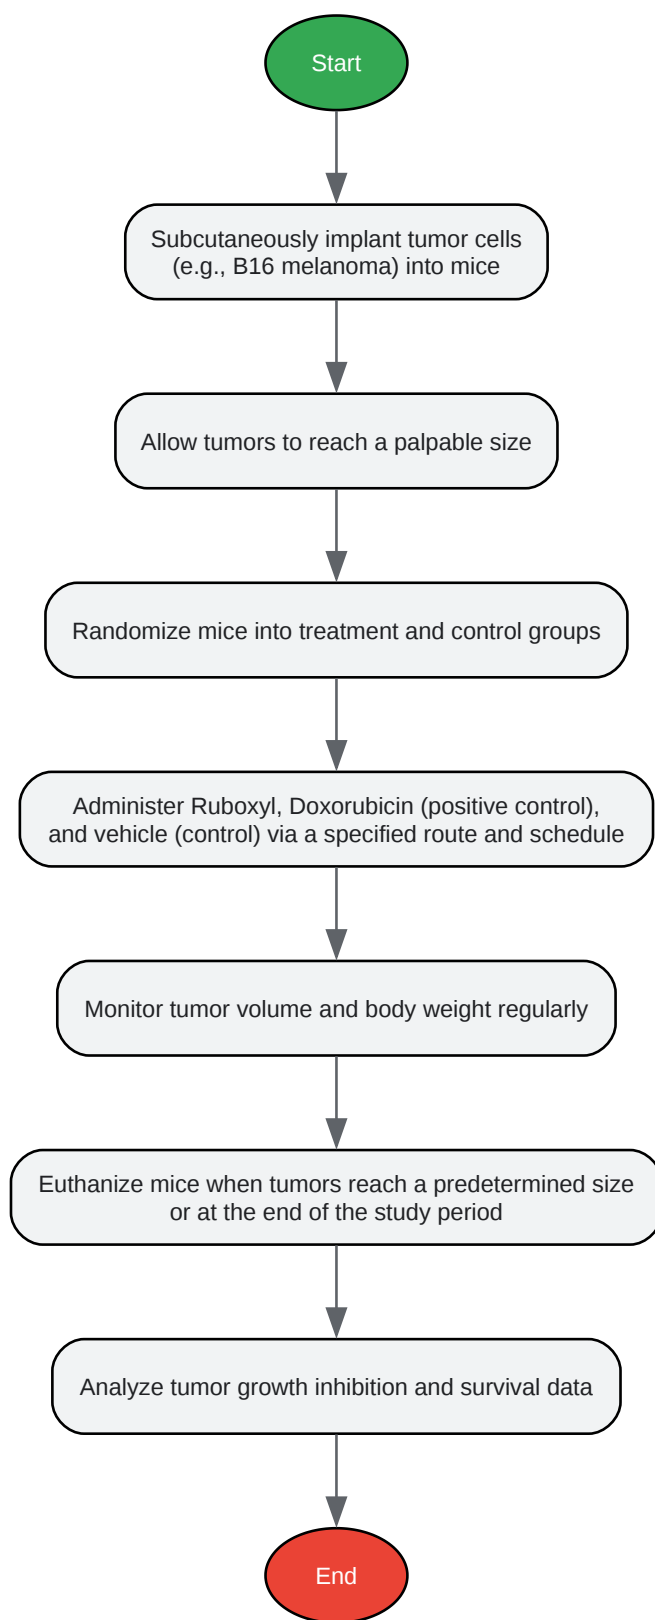 Start
Subcutaneously implant tumor cells
(e.g., B16 melanoma) into mice
Allow tumors to reach a palpable size
Randomize mice into treatment and control groups
Administer Ruboxyl, Doxorubicin (positive control),
and vehicle (control) via a specified route and schedule
Monitor tumor volume and body weight regularly
Euthanize mice when tumors reach a predetermined size
or at the end of the study period
Analyze tumor growth inhibition and survival data
End